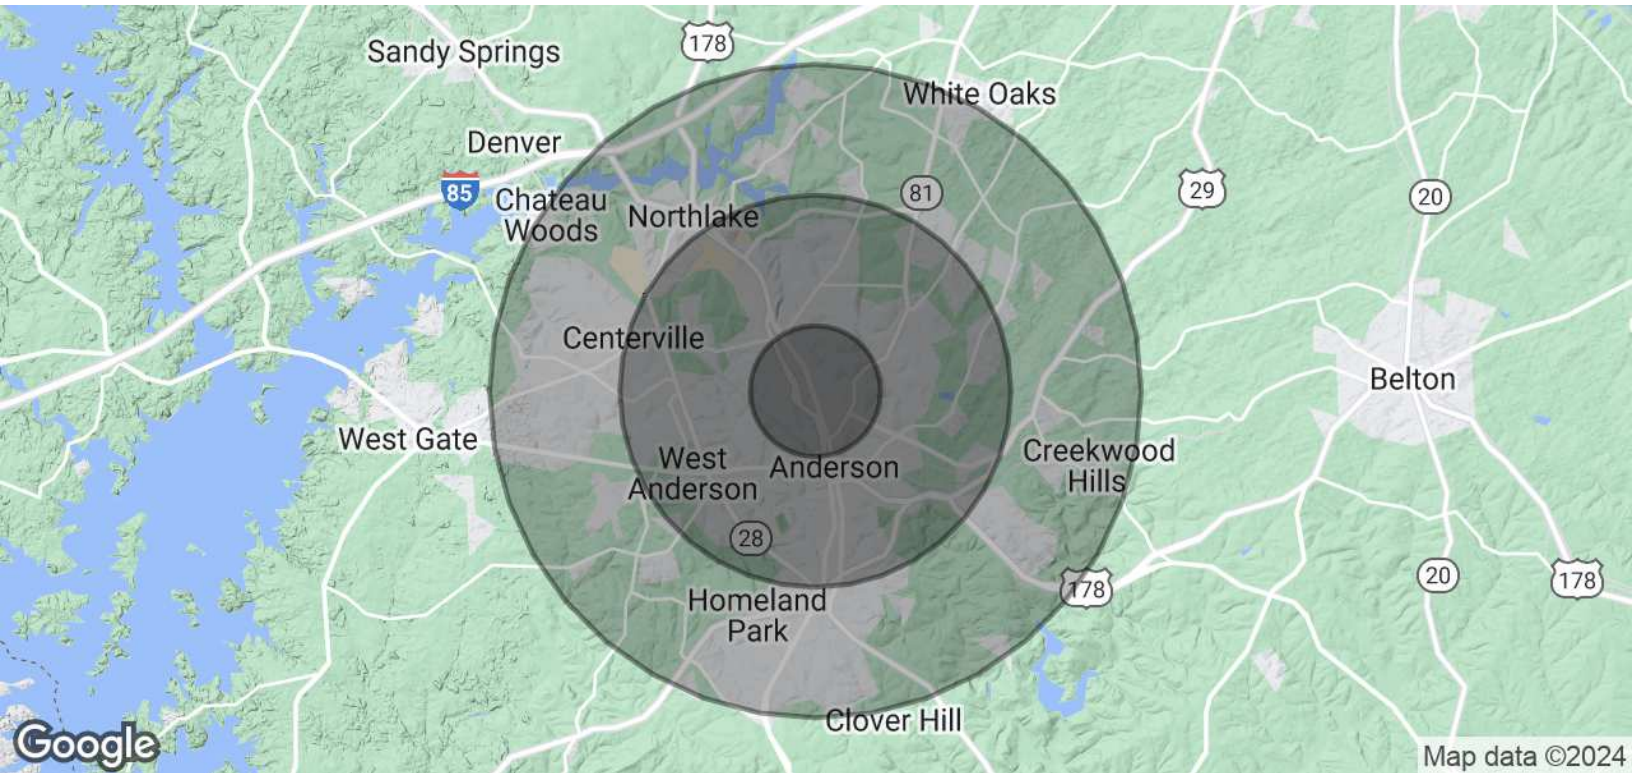 Sandy Springs
178
White Oaks
Denver
85
Chateau
Woods
Northlake
81
29
20
Centerville
Belton
West Gate
West
Anderson
Anderson
Creekwood
Hills
28
178
20
178
Homeland
Park
Clover Hill
Google
Map data ©2024